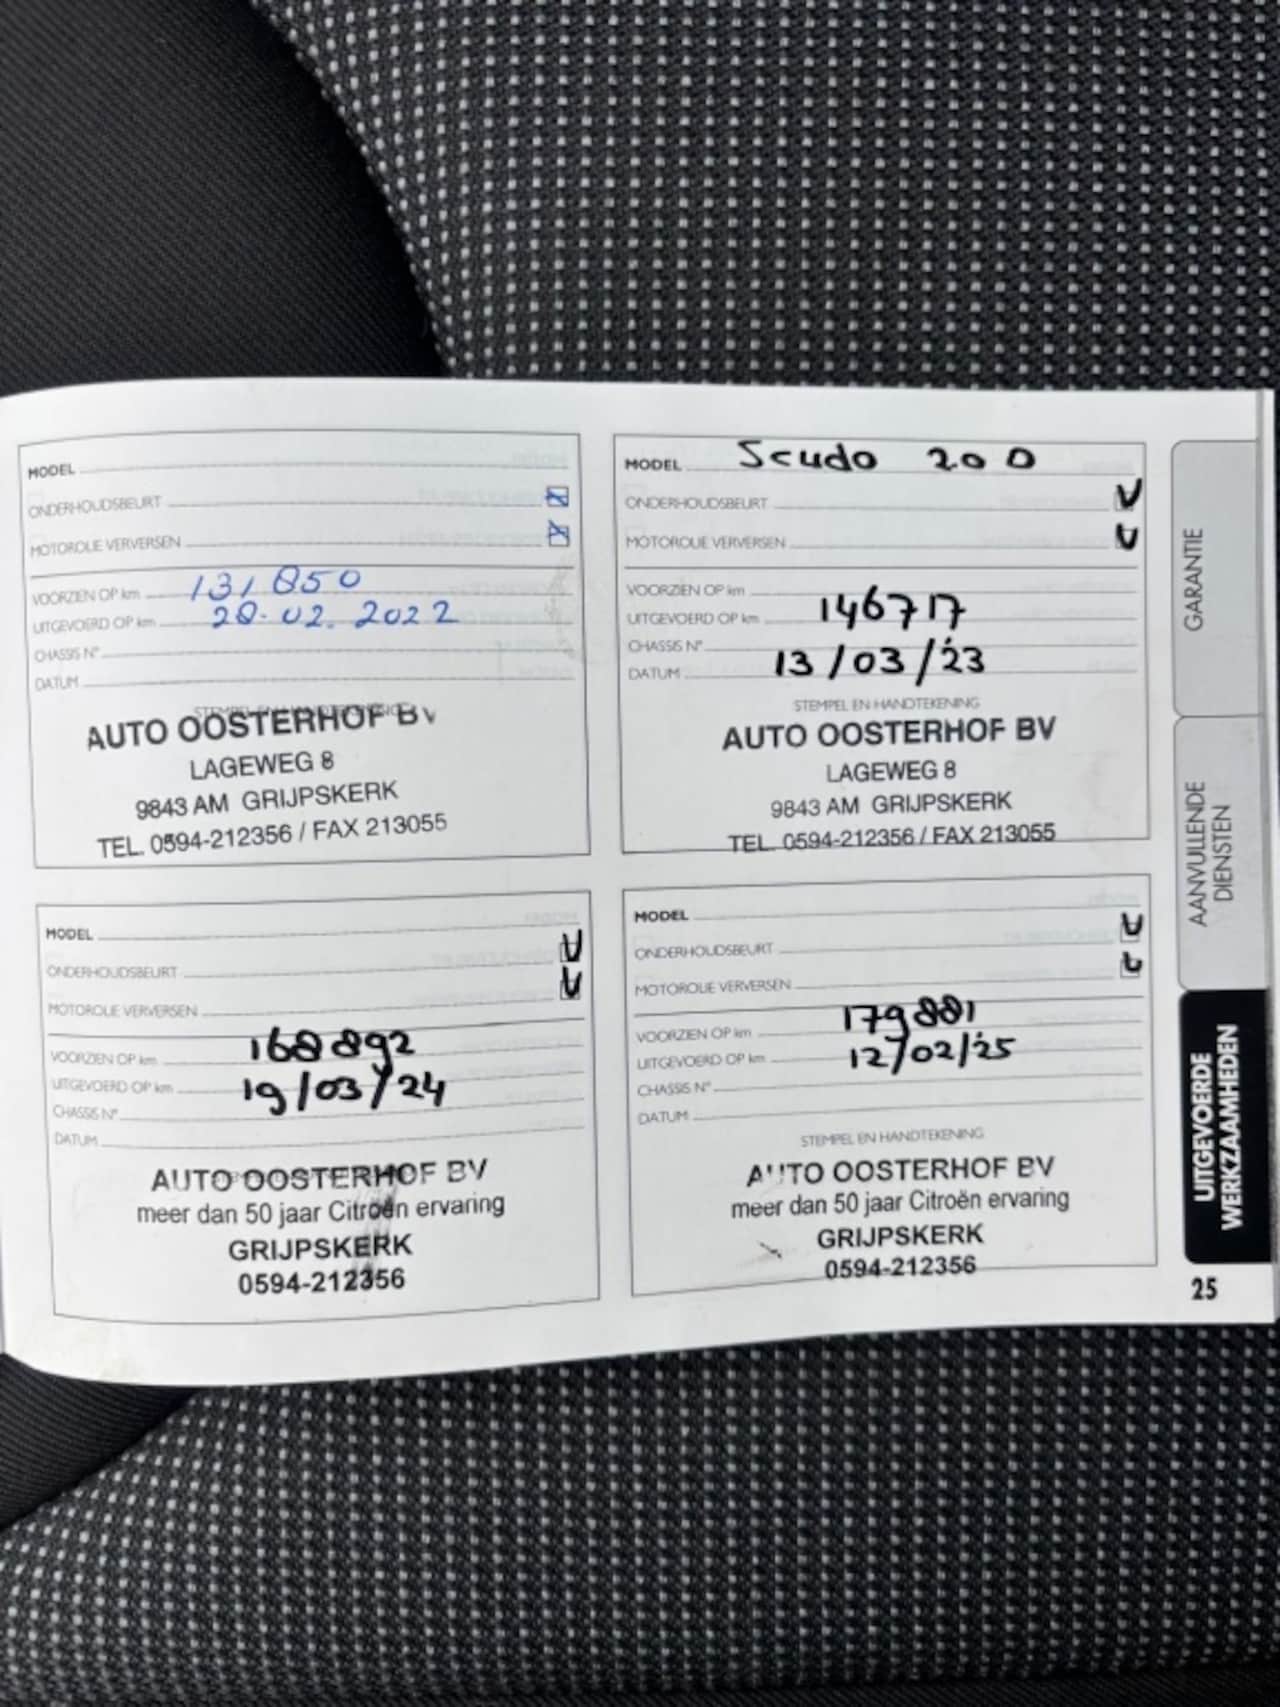 MODEL
ONDERHOUDSBEURT
MOTOROLIE VERVERSEN
VOORZIEN OP km 131,850
UITGEVOERD OP km 28-02.2022
CHASSIS N°
DATUM
AUTO OOSTERHOF BV
LAGEWEG 8
9843 AM GRIJPSKERK
TEL. 0594-212356 / FAX 213055
MODEL Scudo 200
ONDERHOUDSBEURT V
MOTOROLIE VERVERSEN V
VOORZIEN OP km
UITGEVOERD OP km 146717
CHASSIS N°
DATUM 13/03/'23
STEMPEL EN HANDTEKENING
AUTO OOSTERHOF BV
LAGEWEG 8
9843 AM GRIJPSKERK
TEL. 0594-212356 / FAX 213055
MODEL
ONDERHOUDSBEURT V
MOTOROLIE VERVERSEN V
VOORZIEN OP km 168892
UITGEVOERD OP km 19/03/'24
CHASSIS N°
DATUM
AUTO OOSTERHOF BV
meer dan 50 jaar Citroën ervaring
GRIJPSKERK
0594-212356
MODEL
ONDERHOUDSBEURT V
MOTOROLIE VERVERSEN V
VOORZIEN OP km 179881
UITGEVOERD OP km 12/02/'25
CHASSIS N°
DATUM
STEMPEL EN HANDTEKENING
AUTO OOSTERHOF BV
meer dan 50 jaar Citroën ervaring
GRIJPSKERK
0594-212356
GARANTIE
AANVULLENDE
DIENSTEN
UITGEVOERDE
WERKZAAMHEDEN
25